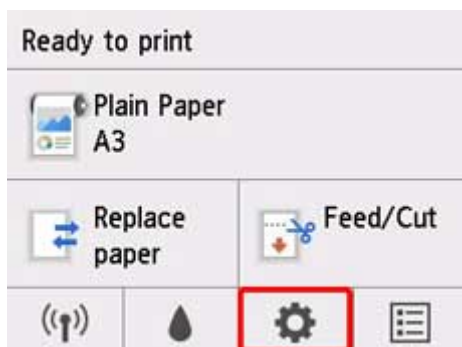 Ready to print
Plain Paper
A3
Replace
paper
Feed/Cut